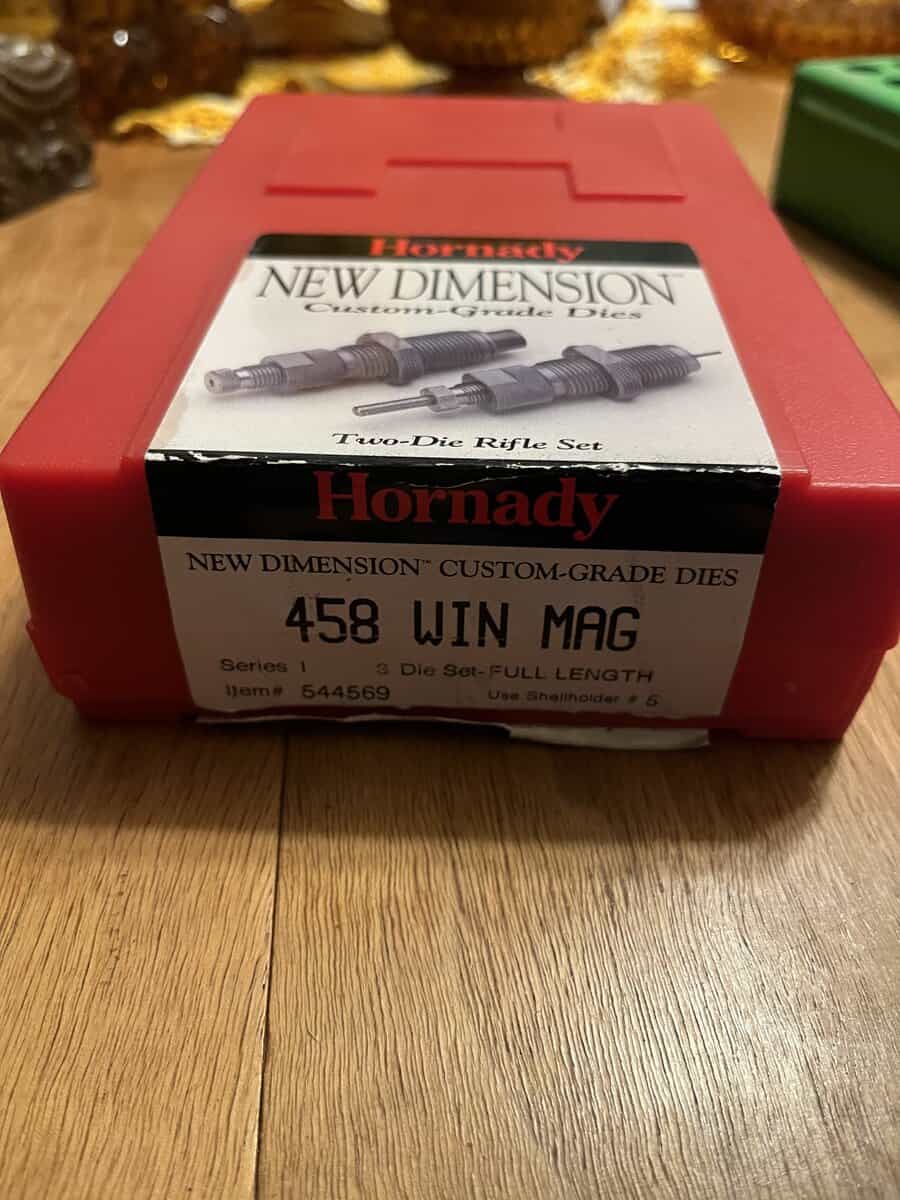 Hornady
NEW DIMENSION™
Custom-Grade Dies
Two-Die Rifle Set
Hornady
NEW DIMENSION™ CUSTOM-GRADE DIES
458 WIN MAG
Series I 3 Die Set-FULL LENGTH
Item# 544569 Use Shellholder # 5